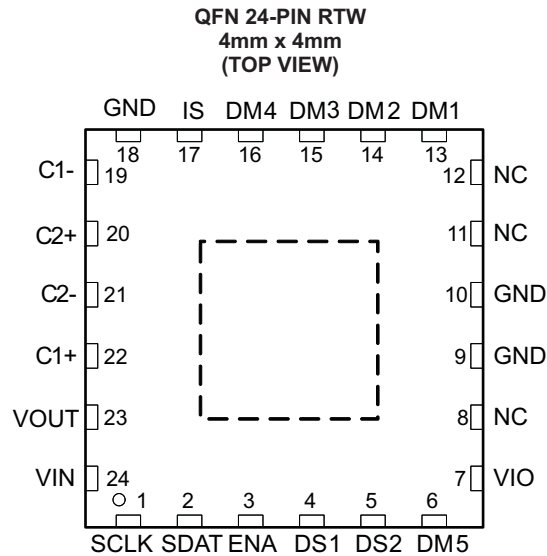 QFN 24-PIN RTW
4mm x 4mm
(TOP VIEW)
GND IS DM4 DM3 DM2 DM1
18 17 16 15 14 13
C1- 19 12 NC
C2+ 20 11 NC
C2- 21 10 GND
C1+ 22 9 GND
VOUT 23 8 NC
VIN 24 7 VIO
1 2 3 4 5 6
SCLK SDAT ENA DS1 DS2 DM5